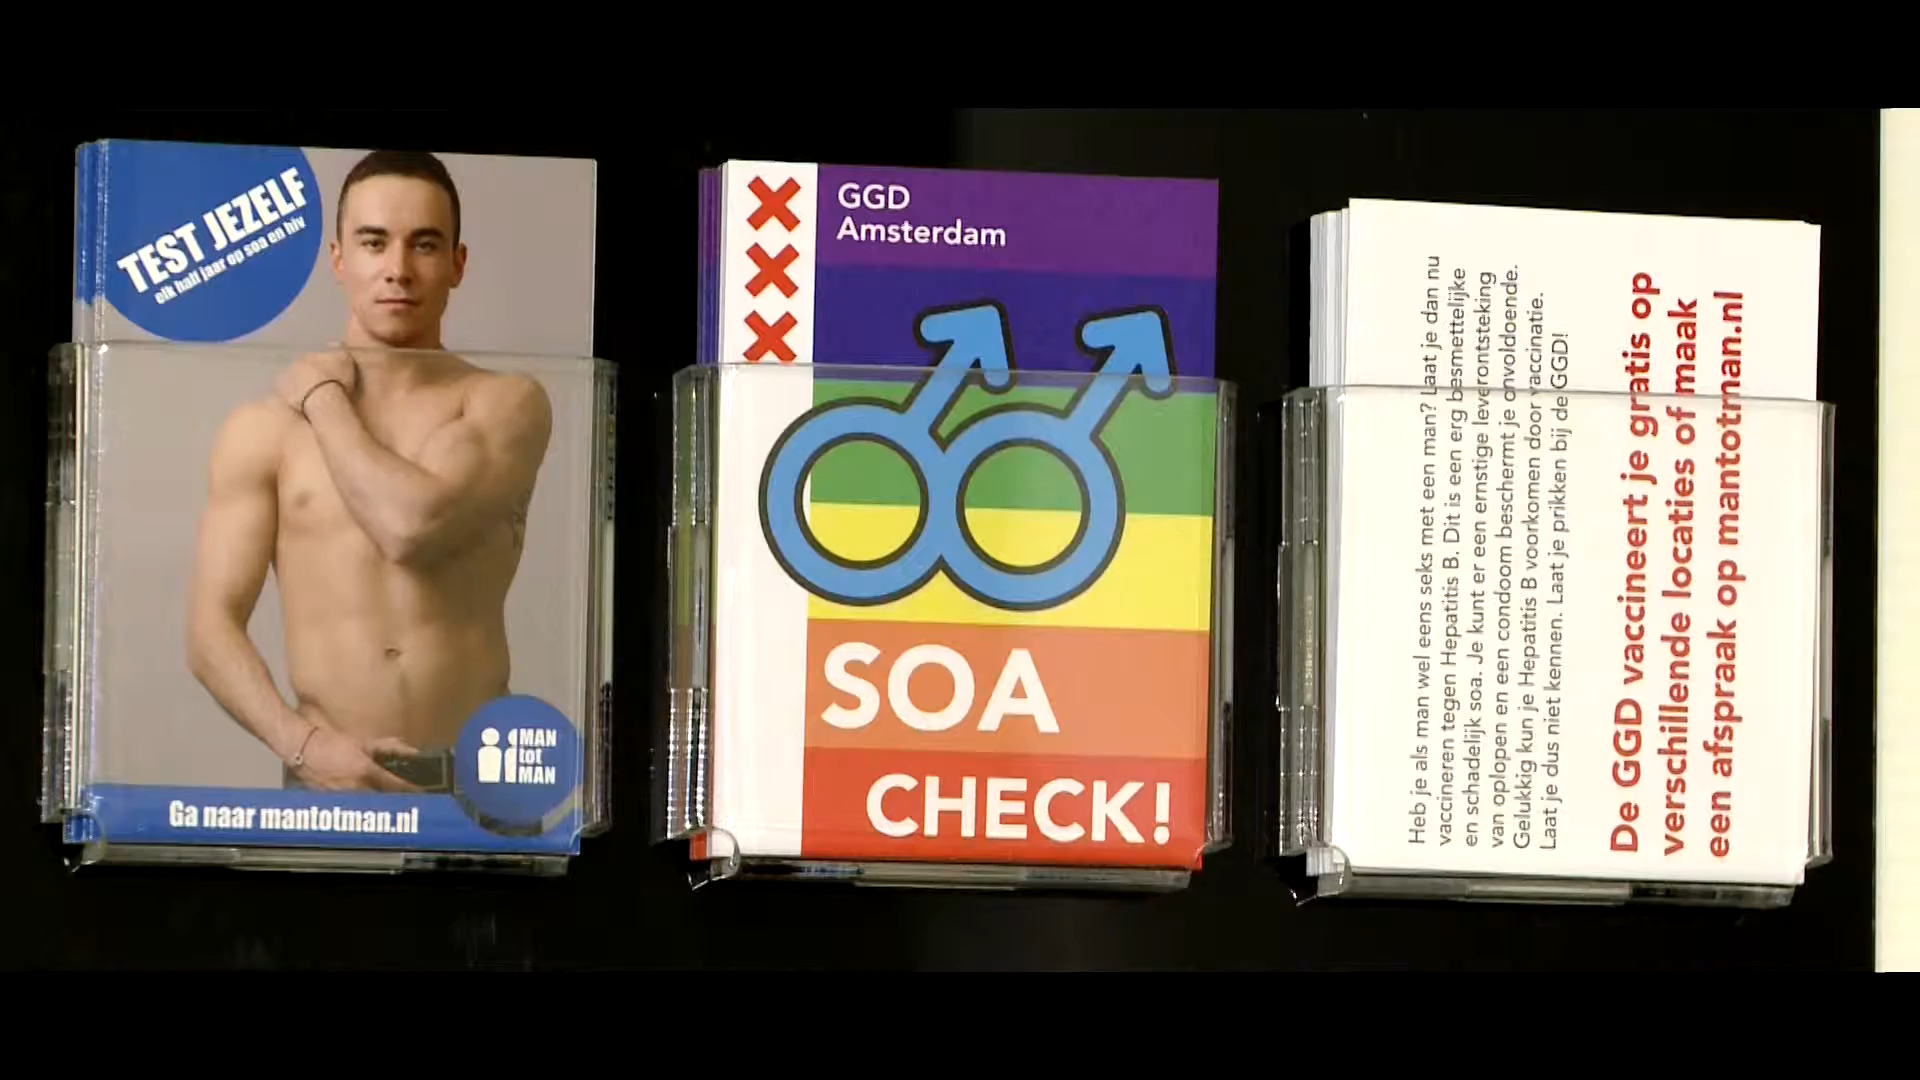 TEST JEZELF
elk half jaar op soa en hiv
MAN
tot
MAN
Ga naar mantotman.nl
GGD
Amsterdam
SOA
CHECK!
Heb je als man wel eens seks met een man? Laat je dan nu
vaccineren tegen Hepatitis B. Dit is een erg besmettelijke
en schadelijk soa. Je kunt er een ernstige leverontsteking
van oplopen en een condoom beschermt je onvoldoende.
Gelukkig kun je Hepatitis B voorkomen door vaccinatie.
Laat je dus niet kennen. Laat je prikken bij de GGD!
De GGD vaccineert je gratis op
verschillende locaties of maak
een afspraak op mantotman.nl